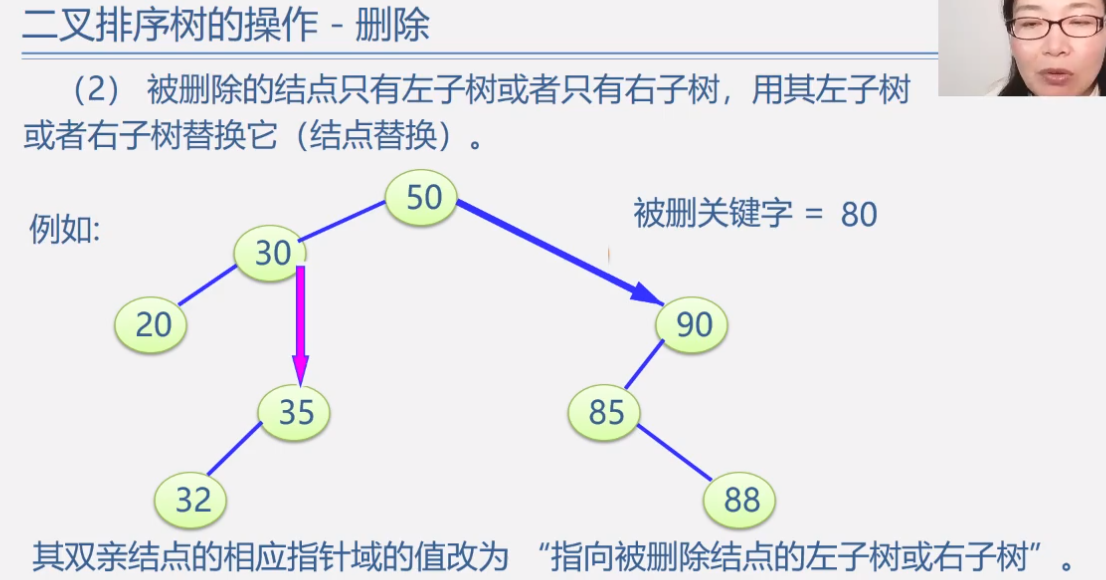 二叉排序树的操作 - 删除
（2） 被删除的结点只有左子树或者只有右子树，用其左子树
或者右子树替换它（结点替换）。
例如:
被删关键字 = 80
50
30
20
90
35
85
32
88
其双亲结点的相应指针域的值改为 “指向被删除结点的左子树或右子树” 。